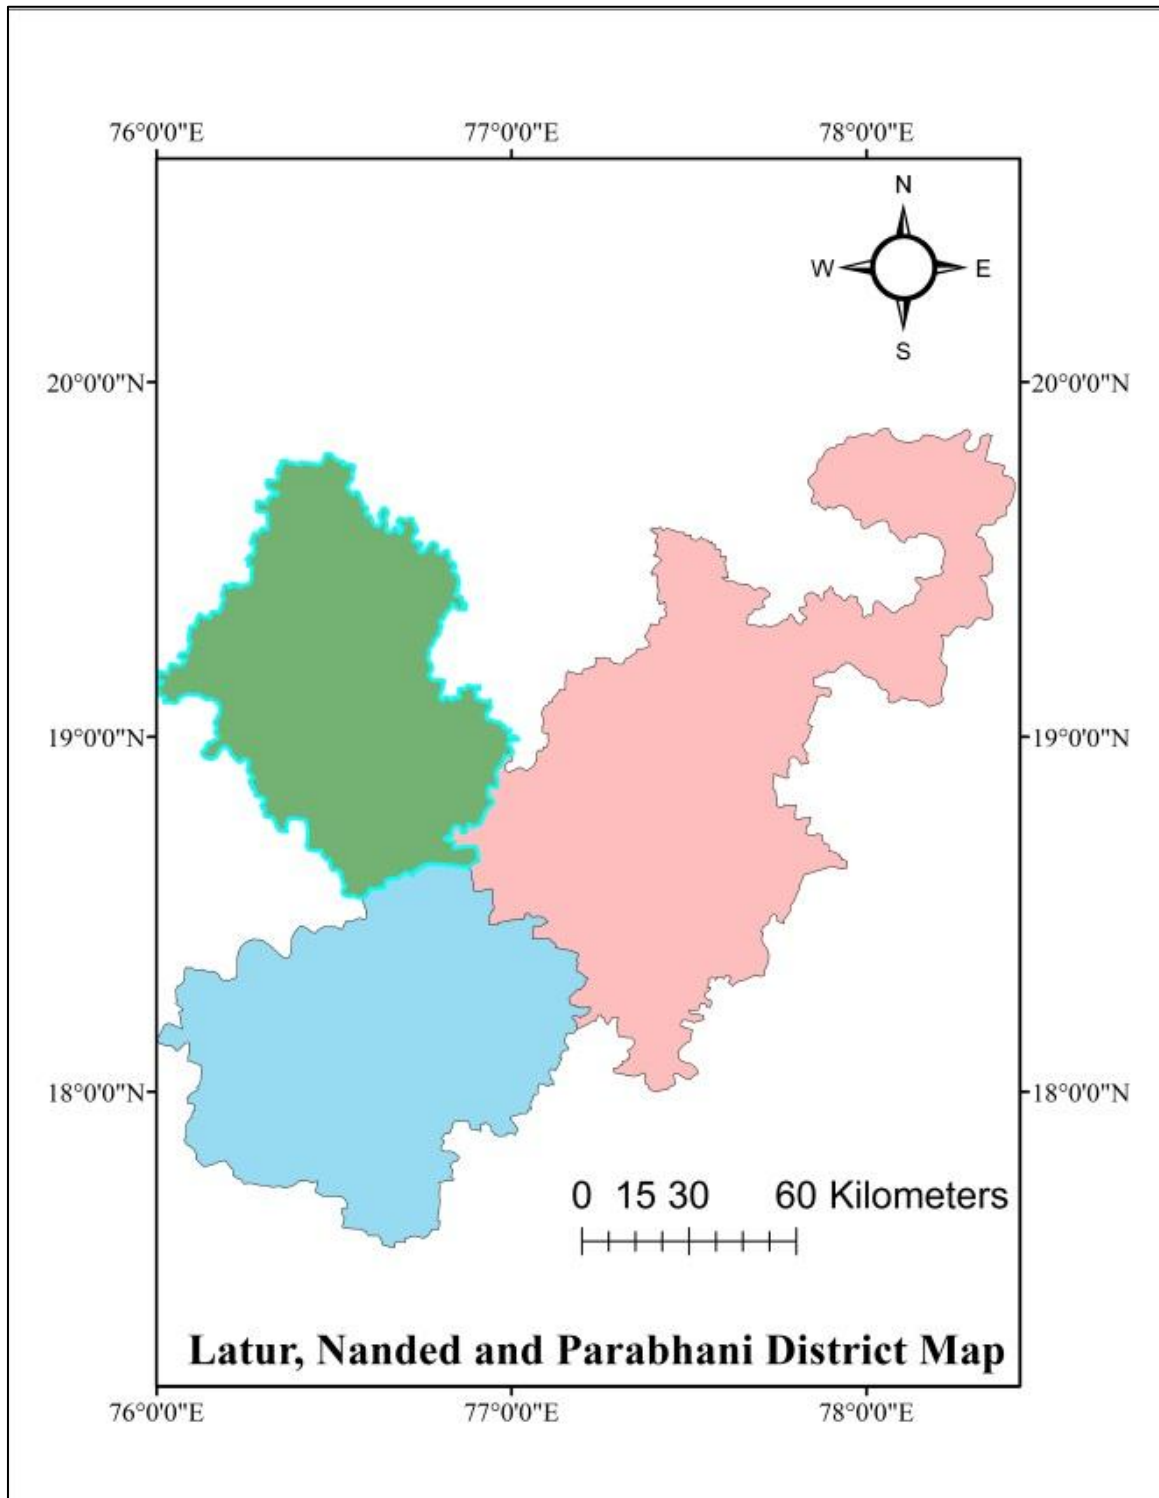 76°0'0"E 77°0'0"E 78°0'0"E
N
W E
S
20°0'0"N 20°0'0"N
19°0'0"N 19°0'0"N
18°0'0"N 18°0'0"N
0 15 30 60 Kilometers
Latur, Nanded and Parabhani District Map
76°0'0"E 77°0'0"E 78°0'0"E